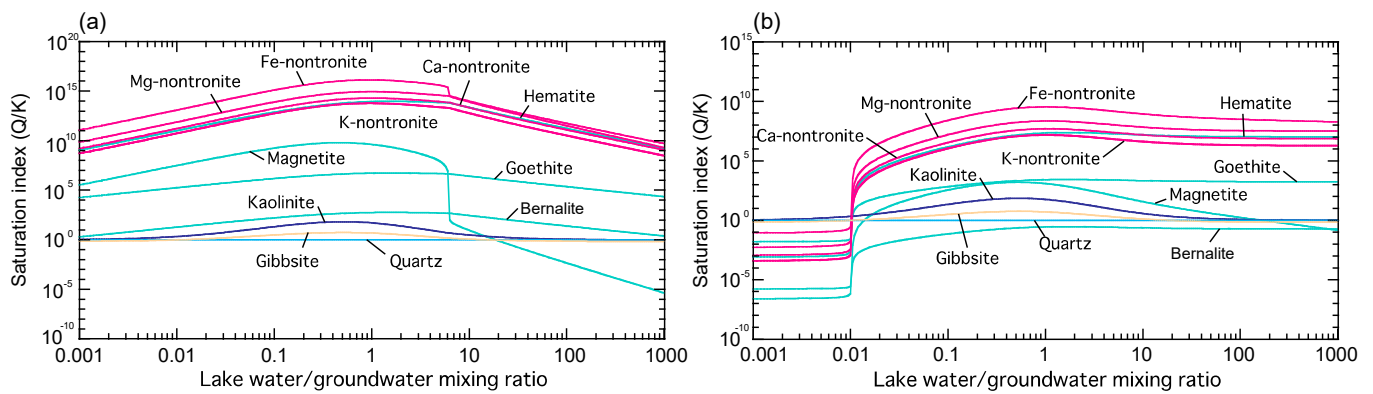 (a)
10^20
10^15
10^10
10^5
10^0
10^-5
10^-10
Saturation index (Q/K)
Fe-nontronite
Mg-nontronite
Ca-nontronite
Hematite
K-nontronite
Magnetite
Goethite
Kaolinite
Bernalite
Gibbsite
Quartz
0.001 0.01 0.1 1 10 100 1000
Lake water/groundwater mixing ratio
(b)
10^15
10^10
10^5
10^0
10^-5
10^-10
Saturation index (Q/K)
Fe-nontronite
Mg-nontronite
Hematite
Ca-nontronite
K-nontronite
Goethite
Kaolinite
Magnetite
Quartz
Gibbsite
Bernalite
0.001 0.01 0.1 1 10 100 1000
Lake water/groundwater mixing ratio